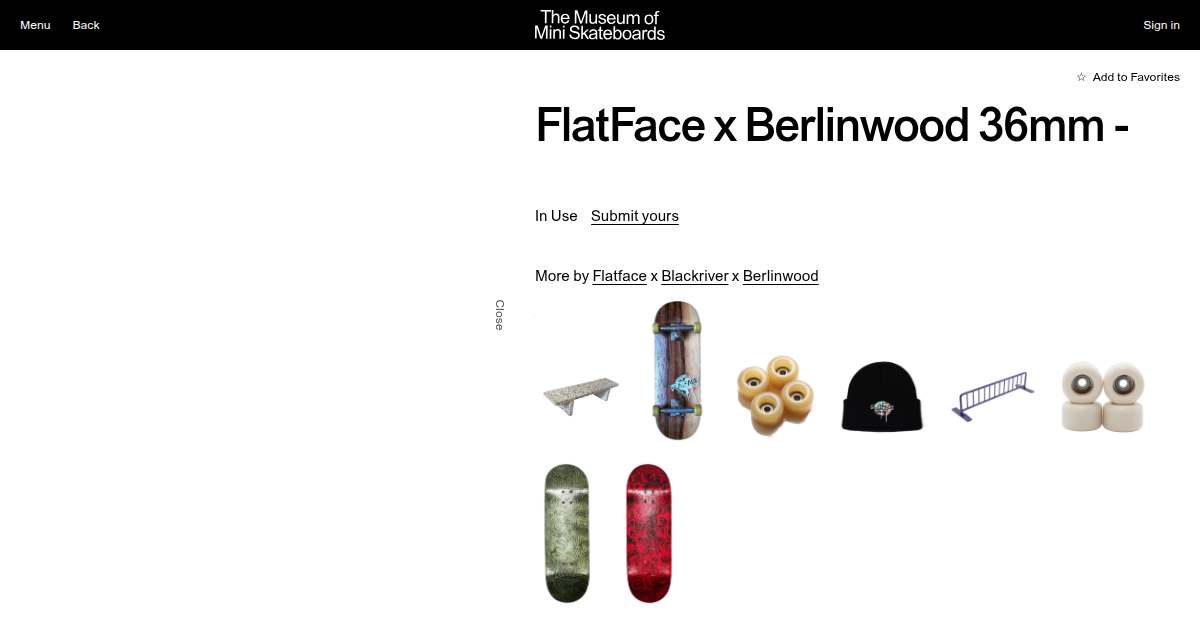 Menu
Back
The Museum of
Mini Skateboards
Sign in
☆ Add to Favorites
FlatFace x Berlinwood 36mm -
In Use Submit yours
More by Flatface x Blackriver x Berlinwood
Close